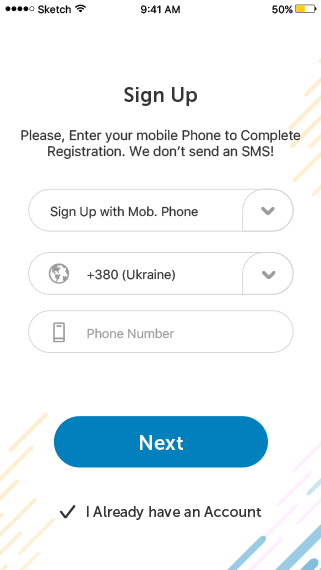 Sketch 9:41 AM 50%
Sign Up
Please, Enter your mobile Phone to Complete
Registration. We don't send an SMS!
Sign Up with Mob. Phone
+380 (Ukraine)
Phone Number
Next
I Already have an Account